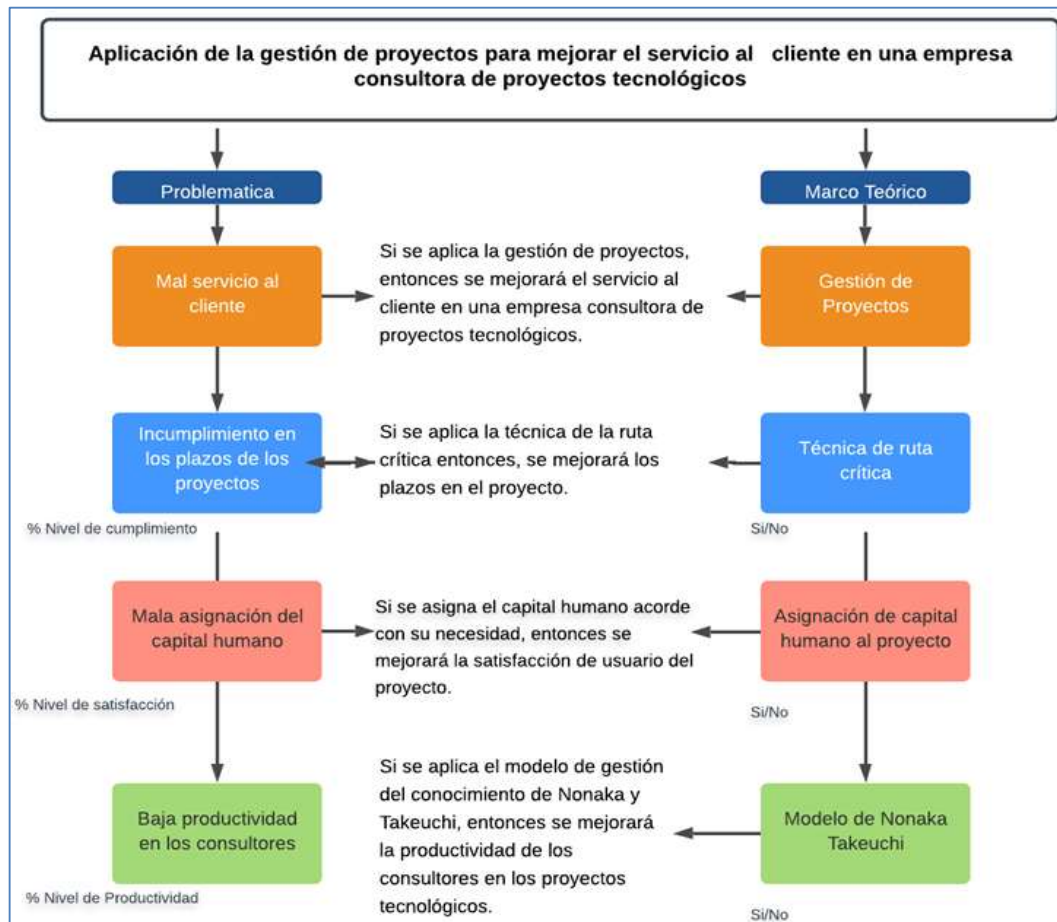 Aplicación de la gestión de proyectos para mejorar el servicio al cliente en una empresa
consultora de proyectos tecnológicos
Problematica
Marco Teórico
Mal servicio al
cliente
Si se aplica la gestión de proyectos,
entonces se mejorará el servicio al
cliente en una empresa consultora de
proyectos tecnológicos.
Gestión de
Proyectos
Incumplimiento en
los plazos de los
proyectos
Si se aplica la técnica de la ruta
crítica entonces, se mejorará los
plazos en el proyecto.
Técnica de ruta
crítica
% Nivel de cumplimiento
Si/No
Mala asignación del
capital humano
Si se asigna el capital humano acorde
con su necesidad, entonces se
mejorará la satisfacción de usuario del
proyecto.
Asignación de capital
humano al proyecto
% Nivel de satisfacción
Si/No
Baja productividad
en los consultores
Si se aplica el modelo de gestión
del conocimiento de Nonaka y
Takeuchi, entonces se mejorará
la productividad de los
consultores en los proyectos
tecnológicos.
Modelo de Nonaka
Takeuchi
% Nivel de Productividad
Si/No